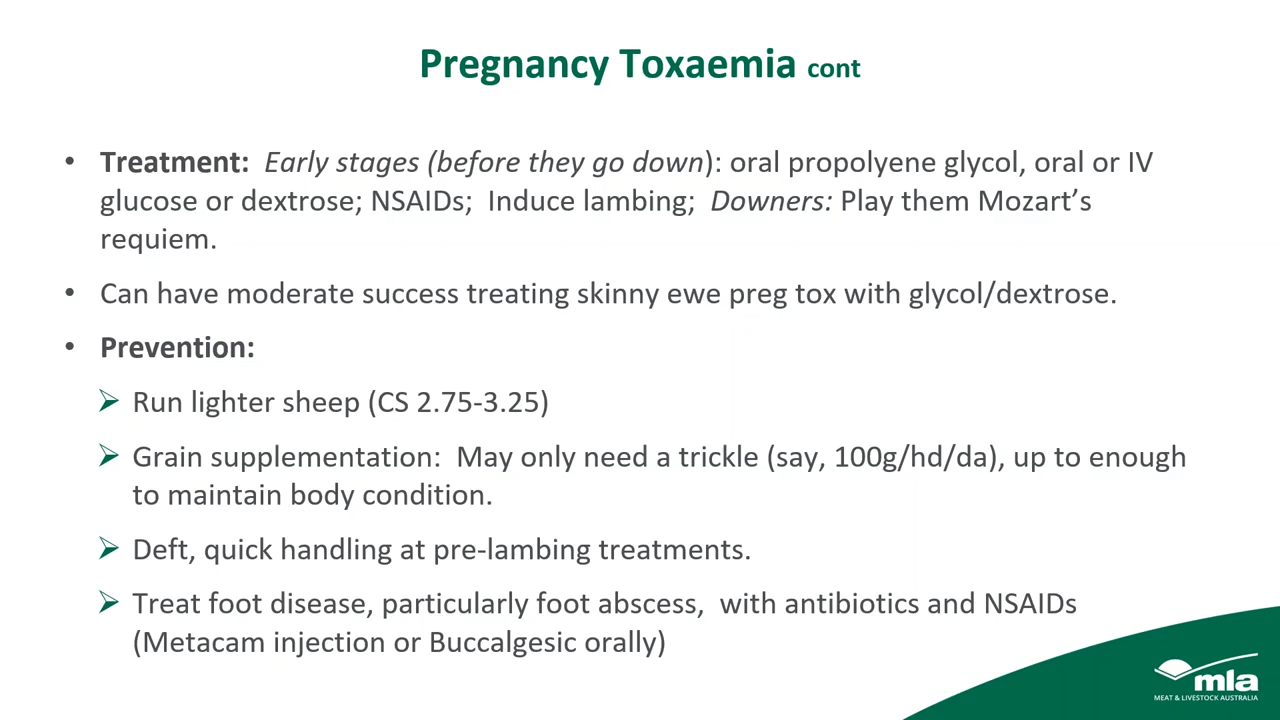 Pregnancy Toxaemia cont
• Treatment: Early stages (before they go down): oral propolyene glycol, oral or IV
glucose or dextrose; NSAIDs; Induce lambing; Downers: Play them Mozart’s
requiem.
• Can have moderate success treating skinny ewe preg tox with glycol/dextrose.
• Prevention:
➢ Run lighter sheep (CS 2.75-3.25)
➢ Grain supplementation: May only need a trickle (say, 100g/hd/da), up to enough
to maintain body condition.
➢ Deft, quick handling at pre-lambing treatments.
➢ Treat foot disease, particularly foot abscess, with antibiotics and NSAIDs
(Metacam injection or Buccalgesic orally)
mla
MEAT & LIVESTOCK AUSTRALIA